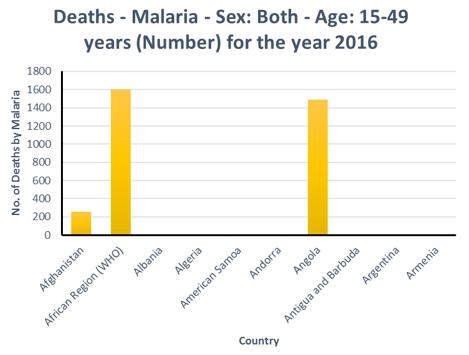 Deaths - Malaria - Sex: Both - Age: 15-49
years (Number) for the year 2016
No. of Deaths by Malaria
1800
1600
1400
1200
1000
800
600
400
200
0
Afghanistan
African Region (WHO)
Albania
Algeria
American Samoa
Andorra
Angola
Antigua and Barbuda
Argentina
Armenia
Country